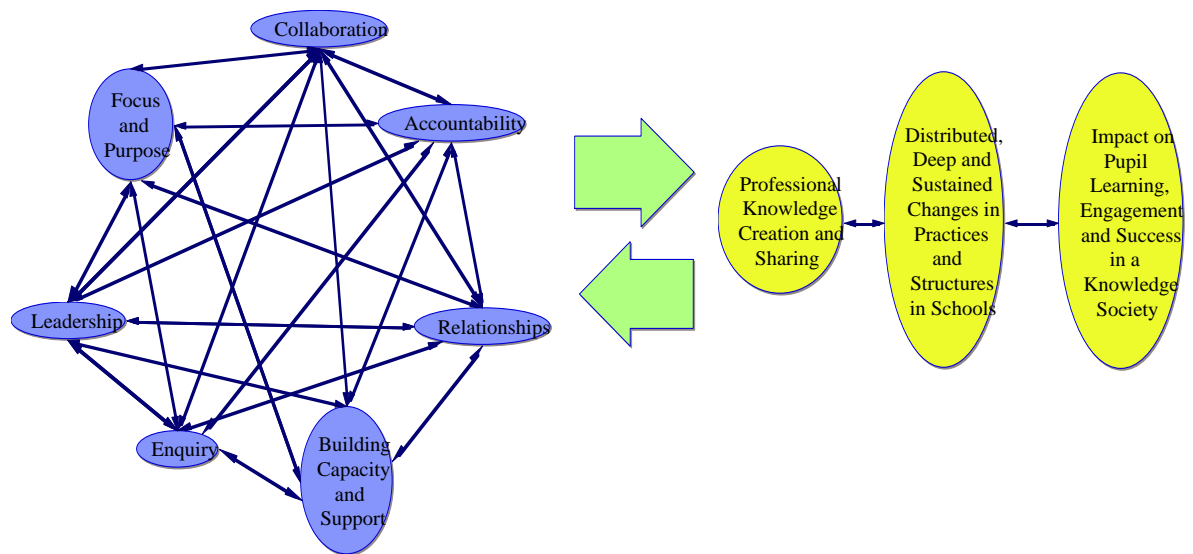 Collaboration
Focus
and
Purpose
Accountability
Leadership
Relationships
Enquiry
Building
Capacity
and
Support
Professional
Knowledge
Creation and
Sharing
Distributed,
Deep and
Sustained
Changes in
Practices
and
Structures
in Schools
Impact on
Pupil
Learning,
Engagement
and Success
in a
Knowledge
Society